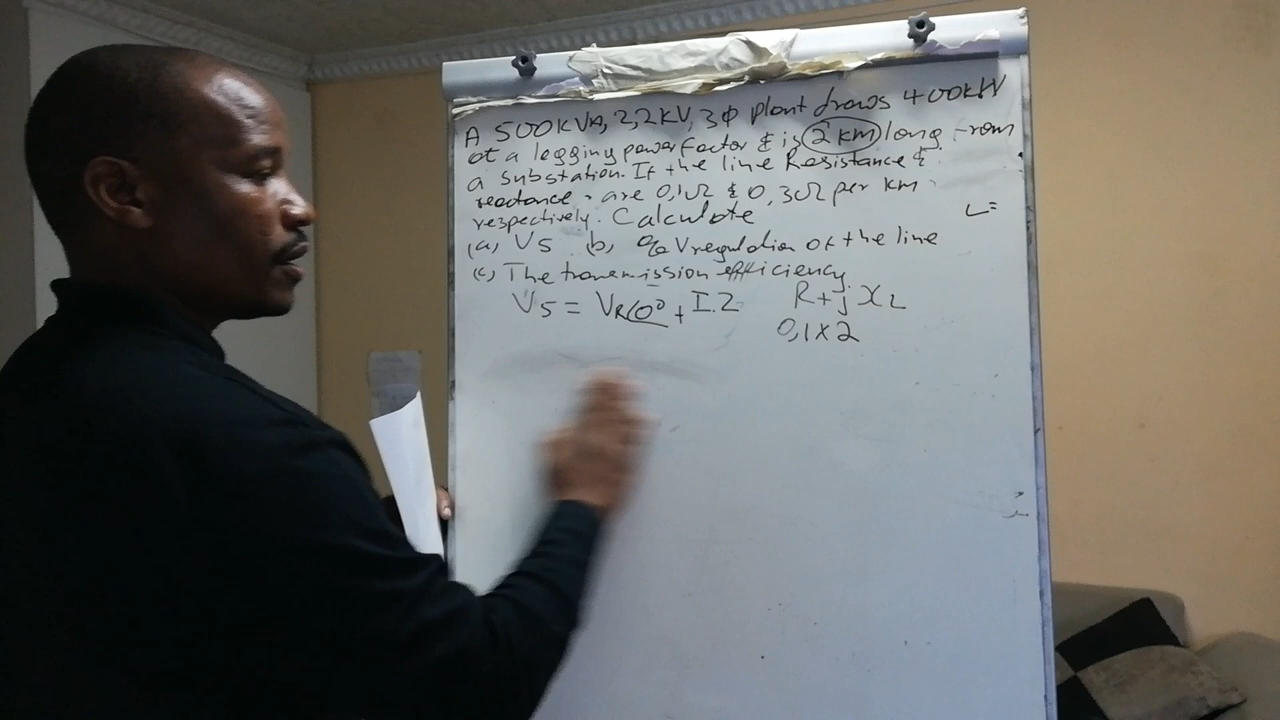 A 500KVA, 2,2KV, 3Φ plant draws 400KW
at a lagging power factor & is 2 km long from
a substation. If the line Resistance &
reactance are 0,1Ω & 0,3Ω per km
respectively. Calculate
L=
(a) VS b) % V regulation of the line
(c) The transmission efficiency.
VS = VR∠0° + I.Z R + j XL
0,1 x 2